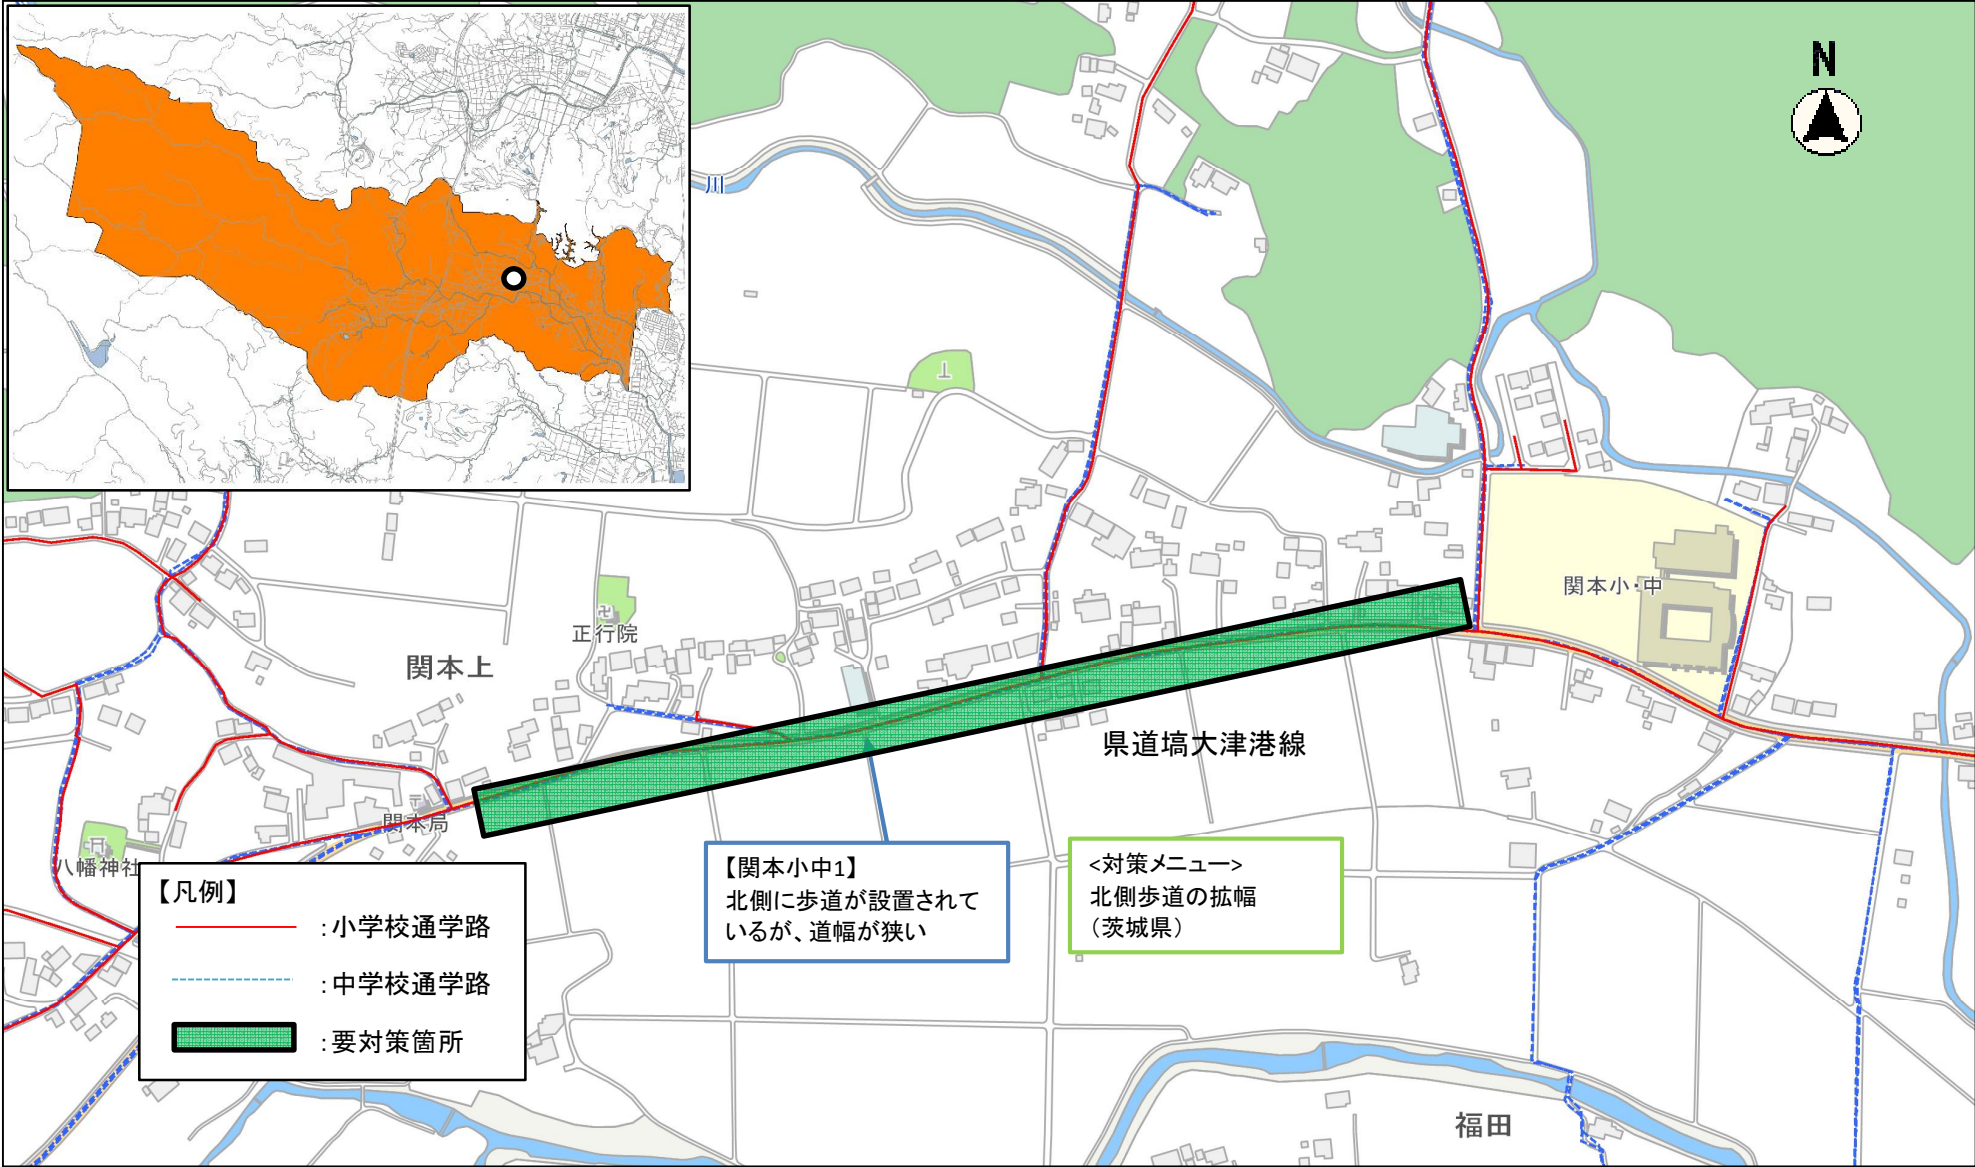 N
川
関本小・中
正行院
関本上
県道塙大津港線
関本局
八幡神社
【関本小中1】
北側に歩道が設置されて
いるが、道幅が狭い
<対策メニュー>
北側歩道の拡幅
（茨城県）
【凡例】
：小学校通学路
：中学校通学路
：要対策箇所
福田